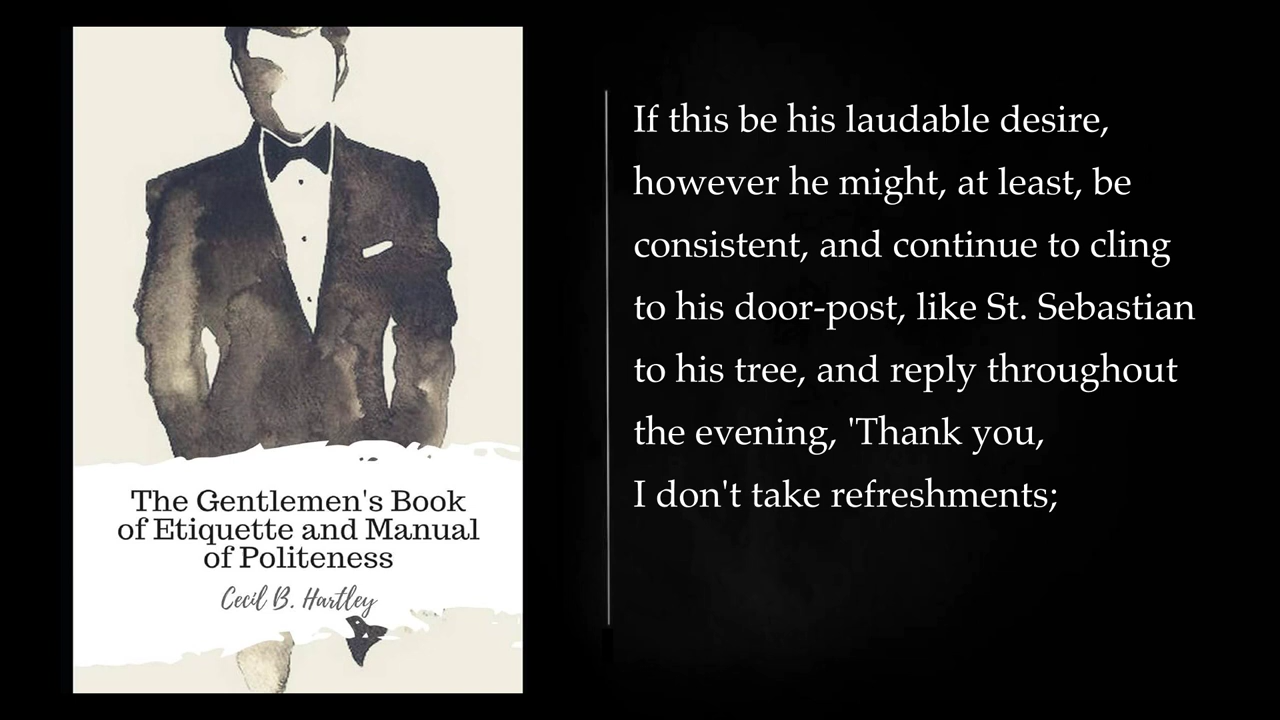 The Gentlemen's Book
of Etiquette and Manual
of Politeness
Cecil B. Hartley
If this be his laudable desire,
however he might, at least, be
consistent, and continue to cling
to his door-post, like St. Sebastian
to his tree, and reply throughout
the evening, 'Thank you,
I don't take refreshments;